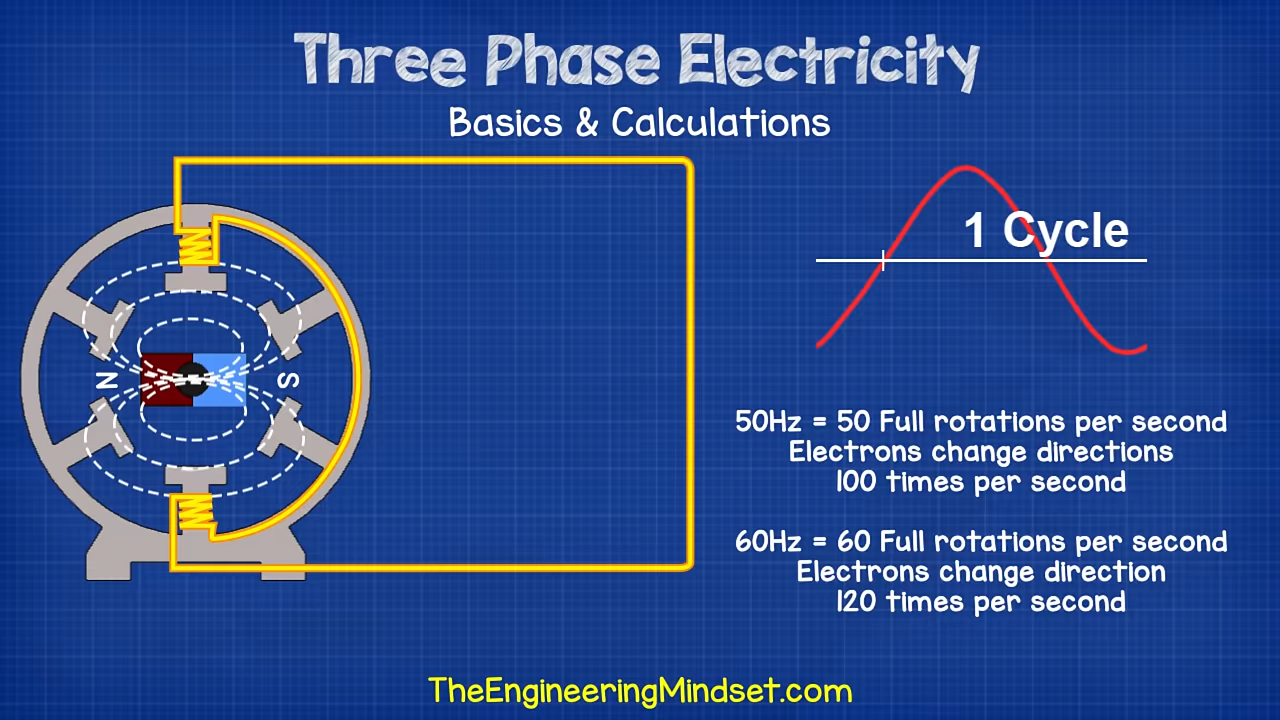 Three Phase Electricity
Basics & Calculations
1 Cycle
N
S
50Hz = 50 Full rotations per second
Electrons change directions
100 times per second
60Hz = 60 Full rotations per second
Electrons change direction
120 times per second
TheEngineeringMindset.com